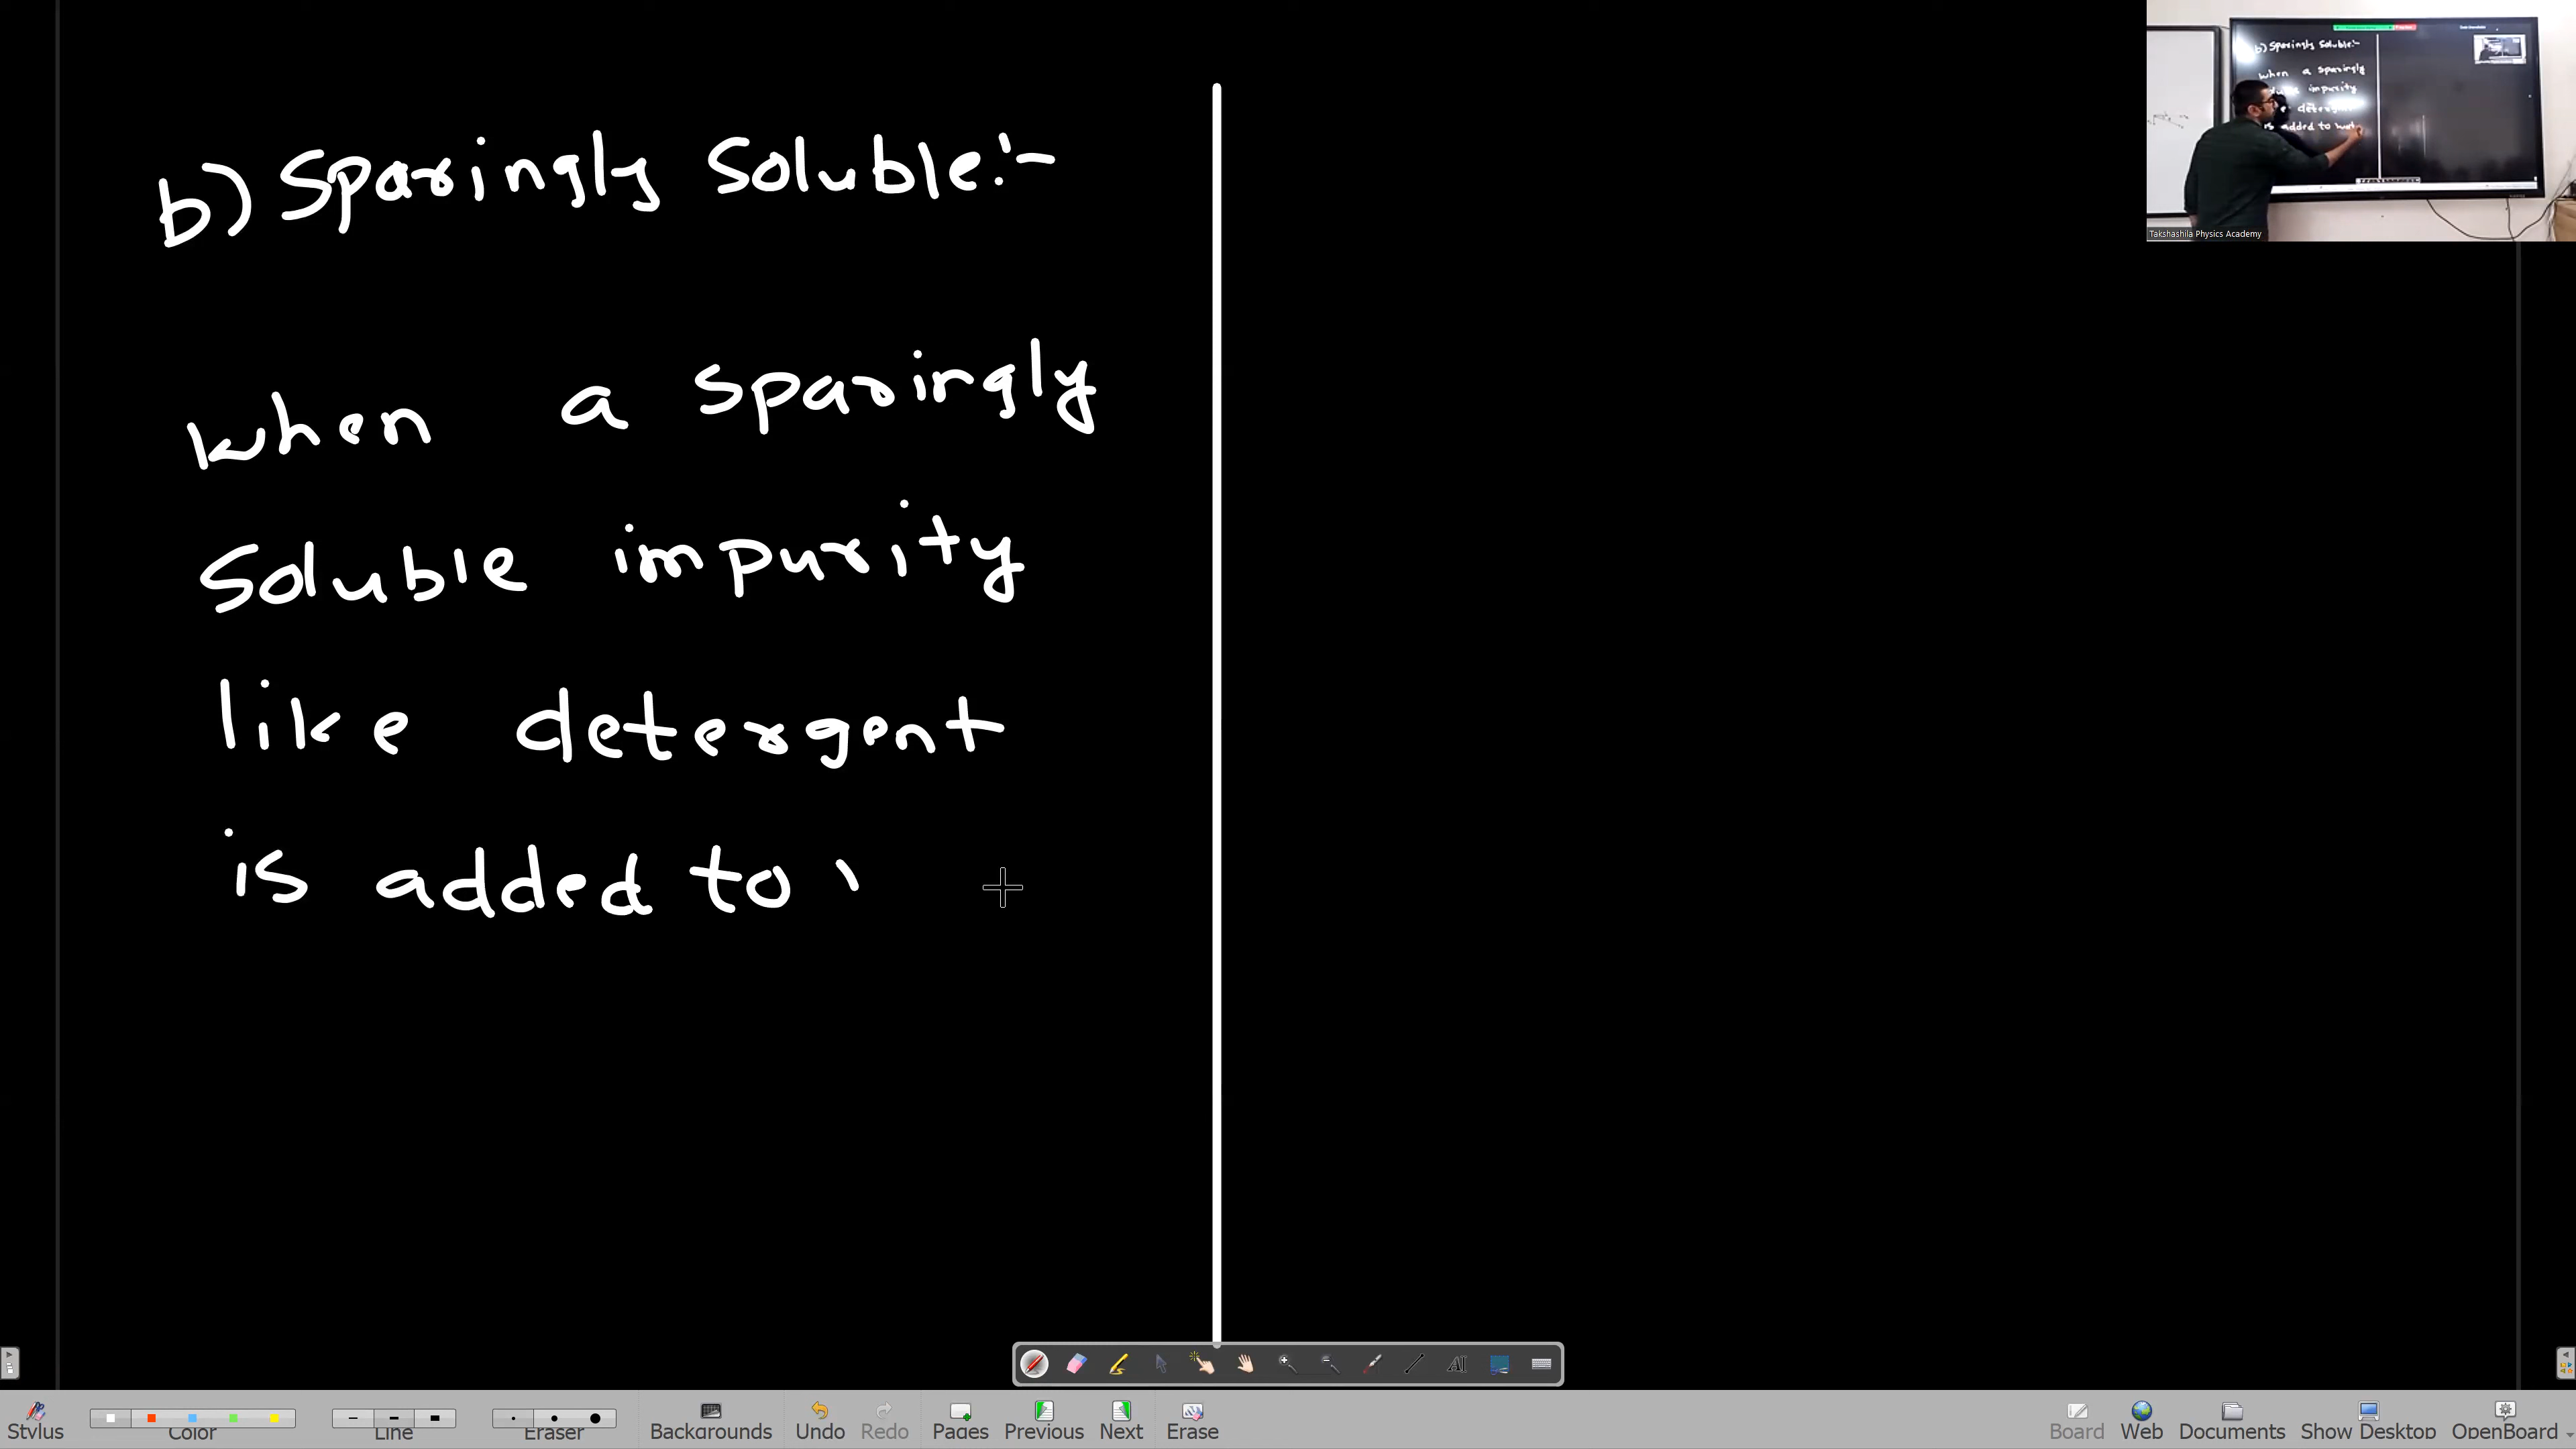 b) Sparingly Soluble:-
when a sparingly
Soluble impurity
like detergent
is added to
Takshashila Physics Academy
Stylus Color Line Eraser Backgrounds Undo Redo Pages Previous Next Erase Board Web Documents Show Desktop OpenBoard